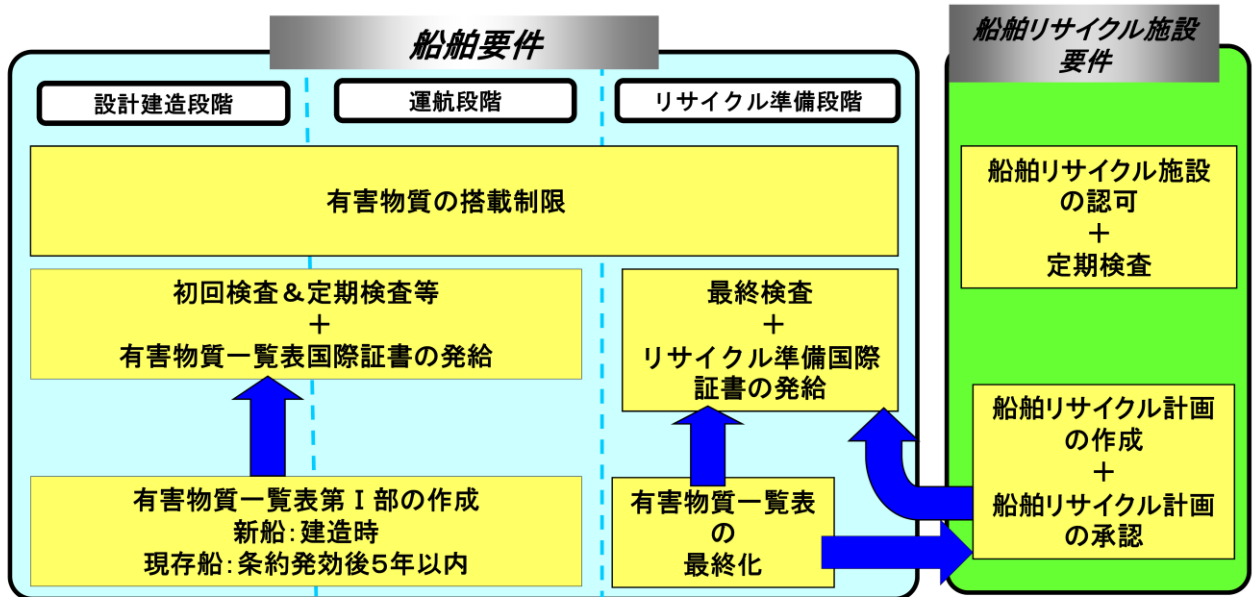 船舶要件
設計建造段階
運航段階
リサイクル準備段階
有害物質の搭載制限
初回検査&定期検査等
+
有害物質一覧表国際証書の発給
最終検査
+
リサイクル準備国際
証書の発給
有害物質一覧表第Ⅰ部の作成
新船:建造時
現存船:条約発効後5年以内
有害物質一覧表
の
最終化
船舶リサイクル施設
要件
船舶リサイクル施設
の認可
+
定期検査
船舶リサイクル計画
の作成
+
船舶リサイクル計画
の承認